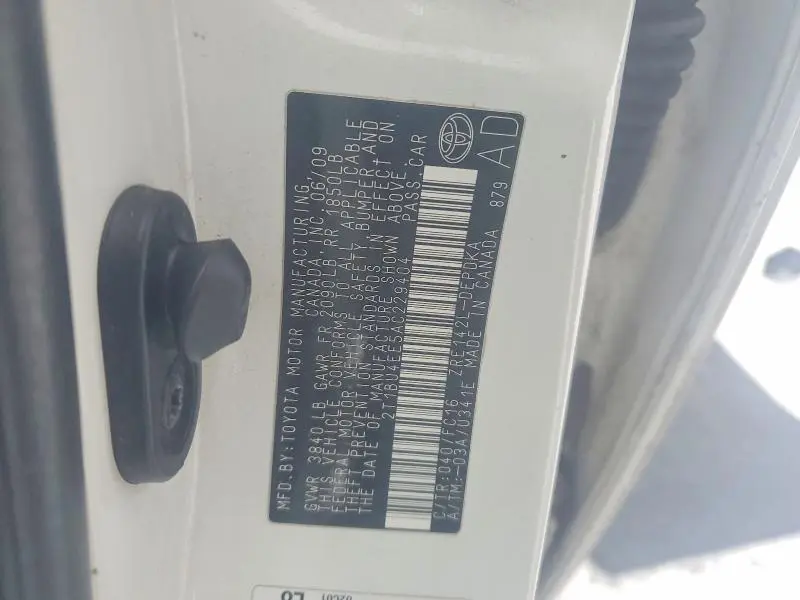 MFD.BY:TOYOTA MOTOR MANUFACTURING
CANADA, INC. 06/09
GVWR 3840 LB GAWR FR 2090LB RR 1850LB
THIS VEHICLE CONFORMS TO ALL APPLICABLE
FEDERAL MOTOR VEHICLE SAFETY, BUMPER, AND
THEFT PREVENTION STANDARDS IN EFFECT ON
THE DATE OF MANUFACTURE SHOWN ABOVE.
2T1BU4EE5AC229404 PASS.CAR
C/TR:040/FC16 ZRE142L-DEPDKA
A/TM:-03A/U341E MADE IN CANADA 879
AD